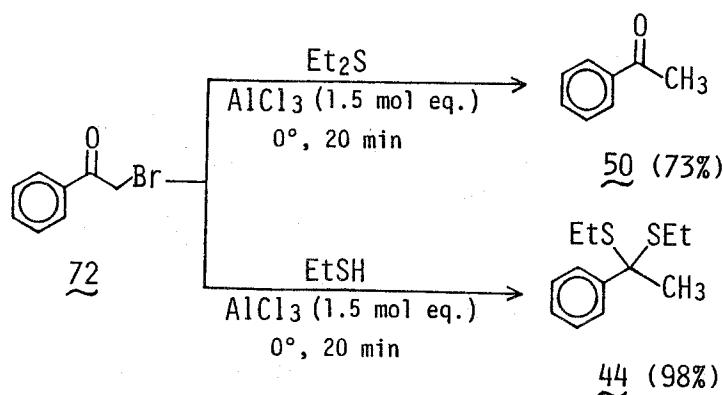 Et2S
AlCl3 (1.5 mol eq.)
0°, 20 min
O
CH3
50 (73%)
O
Br
72
EtSH
AlCl3 (1.5 mol eq.)
0°, 20 min
EtS SEt
CH3
44 (98%)